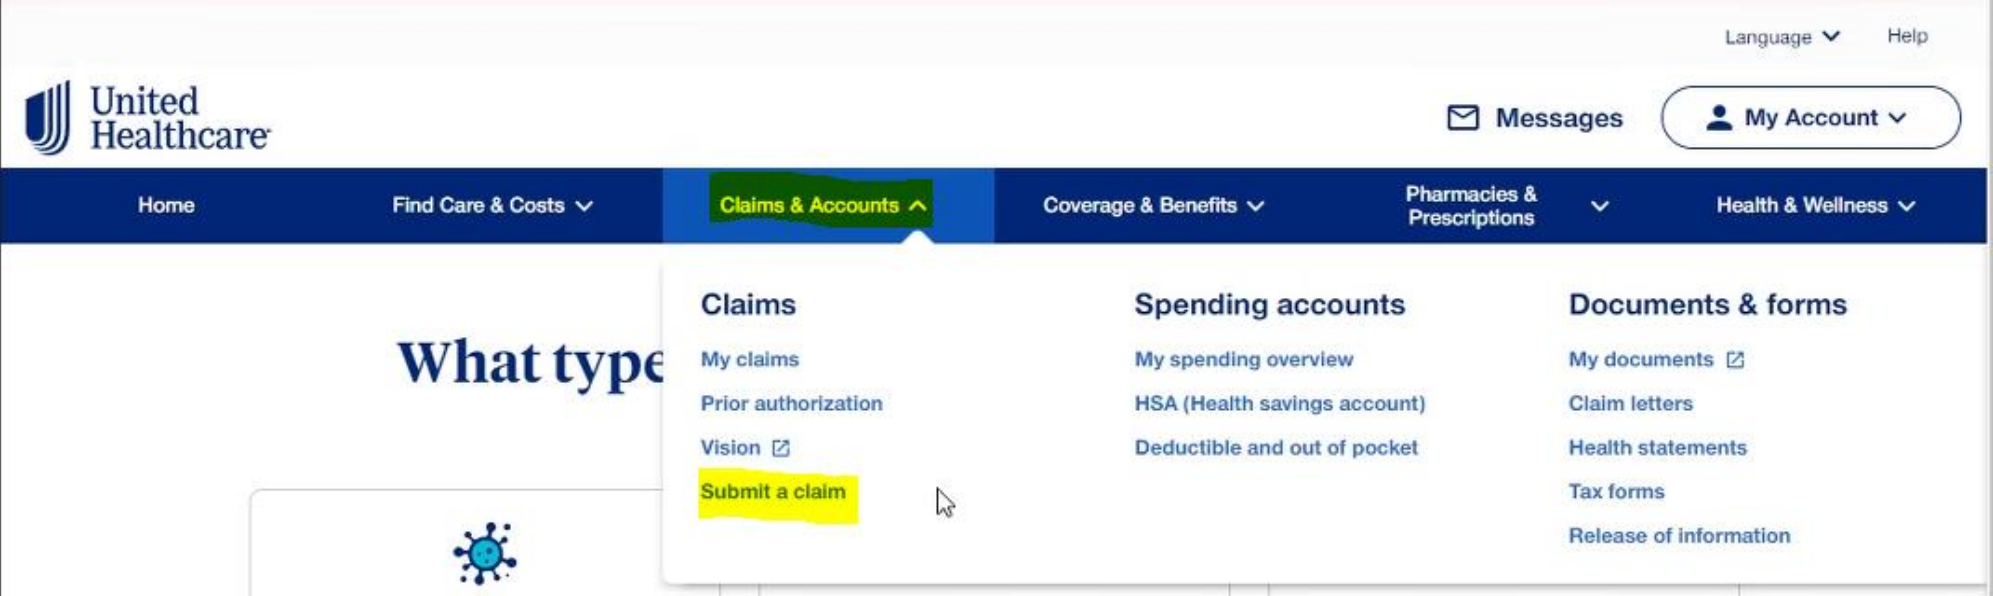 Language Help
United
Healthcare
Messages
My Account
Home
Find Care & Costs
Claims & Accounts
Coverage & Benefits
Pharmacies &
Prescriptions
Health & Wellness
What type
Claims
My claims
Prior authorization
Vision
Submit a claim
Spending accounts
My spending overview
HSA (Health savings account)
Deductible and out of pocket
Documents & forms
My documents
Claim letters
Health statements
Tax forms
Release of information